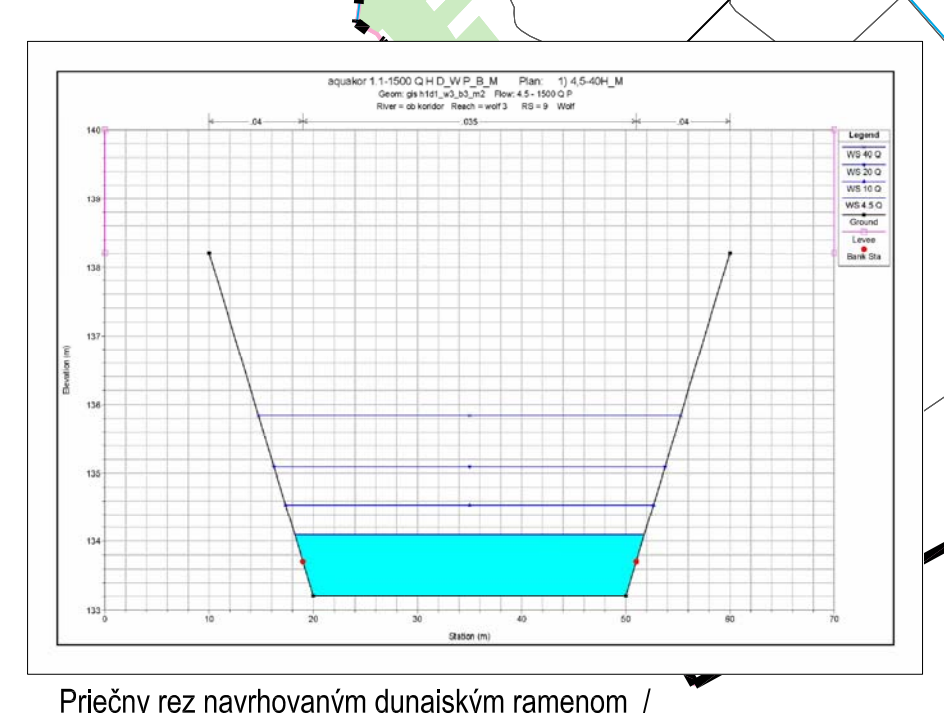 aquakor 1.1-1500 Q H D_W P_B_M Plan: 1) 4,5-40H_M
Geom: gis h1d1_w3_b3_m2 Flow: 4.5 - 1500 Q P
River = ob koridor Reach = wolf 3 RS = 9 Wolf
.04 .035 .04
Legend
WS 40 Q
WS 20 Q
WS 10 Q
WS 4.5 Q
Ground
Levee
Bank Sta
Elevation (m)
140
139
138
137
136
135
134
133
0 10 20 30 40 50 60 70
Station (m)
Priečny rez navrhovaným dunajským ramenom /